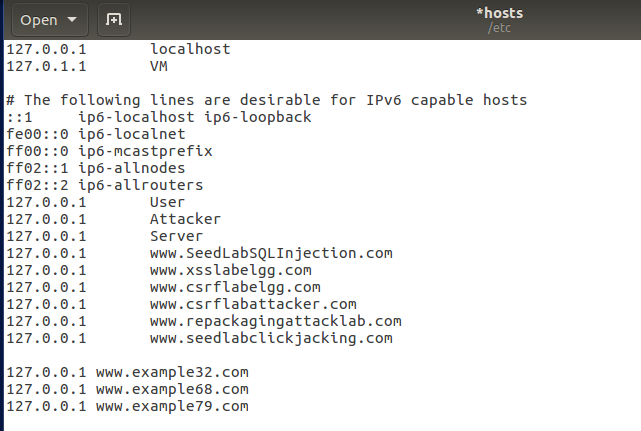 Open
*hosts
/etc
127.0.0.1 localhost
127.0.1.1 VM
# The following lines are desirable for IPv6 capable hosts
::1 ip6-localhost ip6-loopback
fe00::0 ip6-localnet
ff00::0 ip6-mcastprefix
ff02::1 ip6-allnodes
ff02::2 ip6-allrouters
127.0.0.1 User
127.0.0.1 Attacker
127.0.0.1 Server
127.0.0.1 www.SeedLabSQLInjection.com
127.0.0.1 www.xsslabelgg.com
127.0.0.1 www.csrflabelgg.com
127.0.0.1 www.csrflabattacker.com
127.0.0.1 www.repackagingattacklab.com
127.0.0.1 www.seedlabclickjacking.com
127.0.0.1 www.example32.com
127.0.0.1 www.example68.com
127.0.0.1 www.example79.com